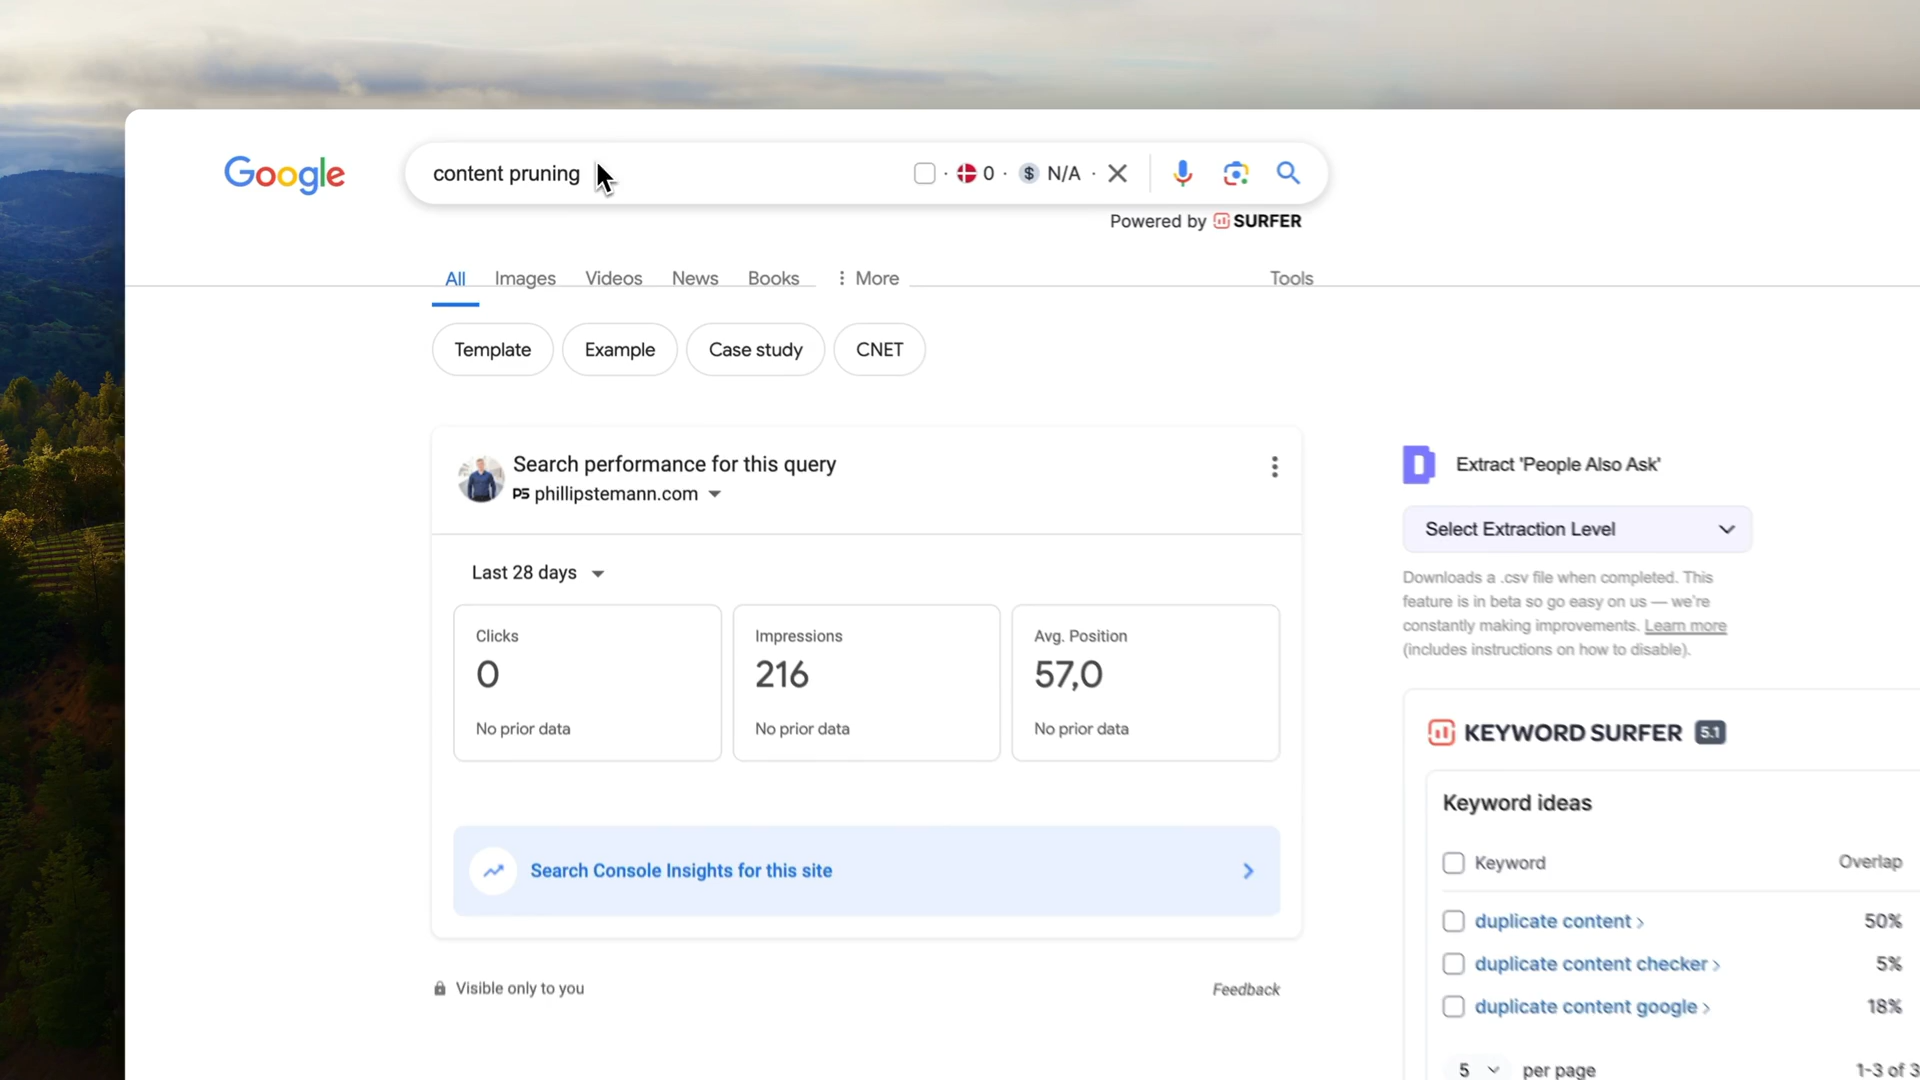 Google
content pruning
0 · $ N/A ·
Powered by SURFER
All Images Videos News Books More Tools
Template Example Case study CNET
Search performance for this query
PS phillipstemann.com
Last 28 days
Clicks
0
No prior data
Impressions
216
No prior data
Avg. Position
57,0
No prior data
Search Console Insights for this site
Visible only to you
Feedback
Extract 'People Also Ask'
Select Extraction Level
Downloads a .csv file when completed. This
feature is in beta so go easy on us — we're
constantly making improvements. Learn more
(includes instructions on how to disable).
KEYWORD SURFER 5.1
Keyword ideas
Keyword Overlap
duplicate content › 50%
duplicate content checker › 5%
duplicate content google › 18%
5 per page 1-3 of 3